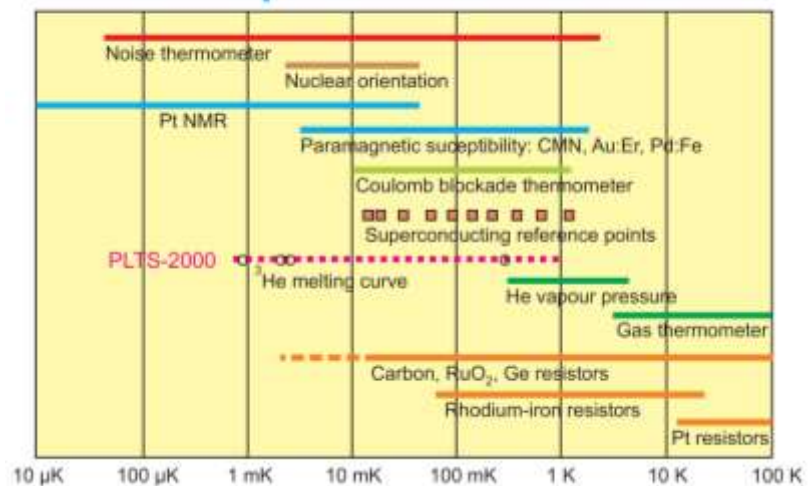 Noise thermometer
Nuclear orientation
Pt NMR
Paramagnetic suceptibility: CMN, Au:Er, Pd:Fe
Coulomb blockade thermometer
Superconducting reference points
PLTS-2000
³He melting curve
He vapour pressure
Gas thermometer
Carbon, RuO₂, Ge resistors
Rhodium-iron resistors
Pt resistors
10 µK 100 µK 1 mK 10 mK 100 mK 1 K 10 K 100 K